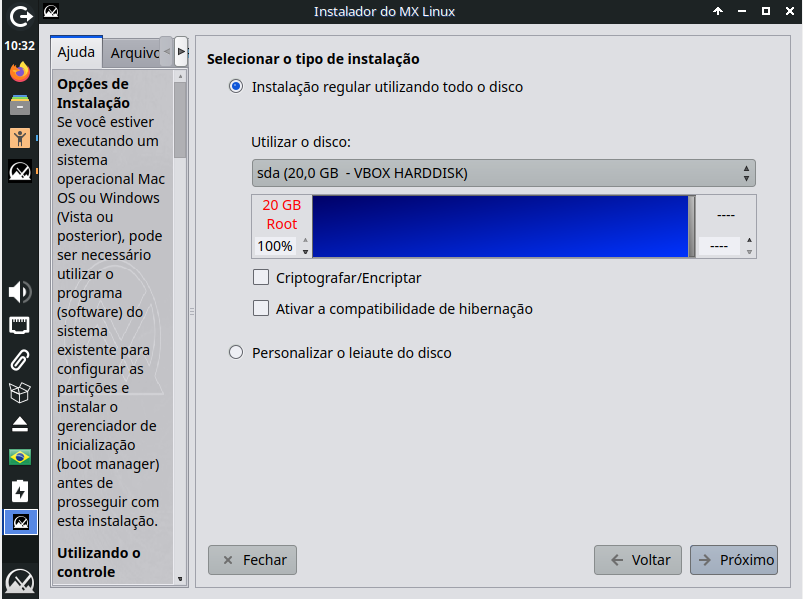 Instalador do MX Linux
10:32
Ajuda
Arquivo
Opções de
Instalação
Se você estiver
executando um
sistema
operacional Mac
OS ou Windows
(Vista ou
posterior), pode
ser necessário
utilizar o
programa
(software) do
sistema
existente para
configurar as
partições e
instalar o
gerenciador de
inicialização
(boot manager)
antes de
prosseguir com
esta instalação.
Utilizando o
controle
Selecionar o tipo de instalação
Instalação regular utilizando todo o disco
Utilizar o disco:
sda (20,0 GB - VBOX HARDDISK)
20 GB
Root
100%
----
----
Criptografar/Encriptar
Ativar a compatibilidade de hibernação
Personalizar o leiaute do disco
Fechar
Voltar
Próximo